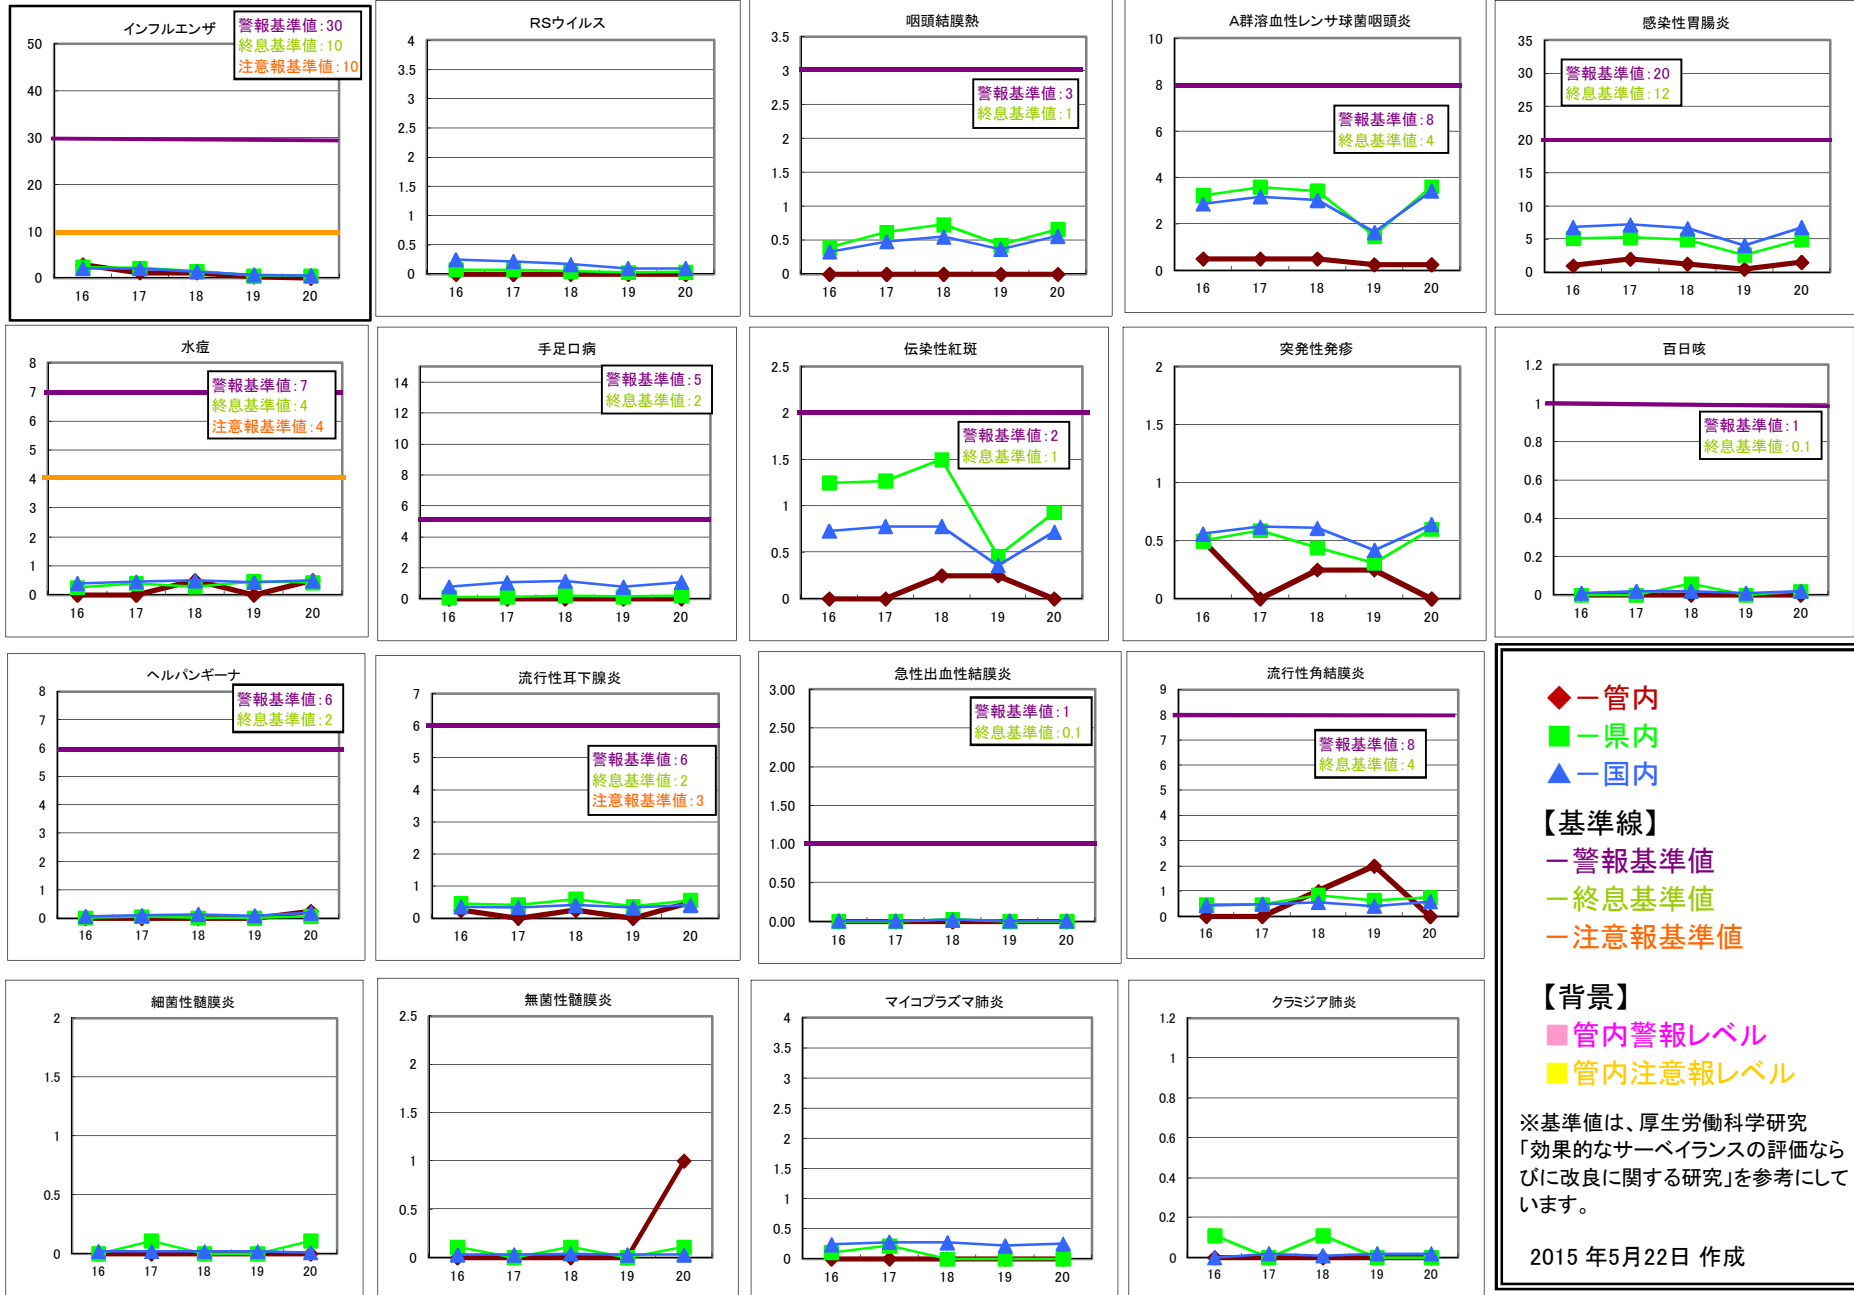 インフルエンザ
警報基準値:30
終息基準値:10
注意報基準値:10
50
40
30
20
10
0
16 17 18 19 20
RSウイルス
4
3.5
3
2.5
2
1.5
1
0.5
0
16 17 18 19 20
咽頭結膜熱
警報基準値:3
終息基準値:1
3.5
3
2.5
2
1.5
1
0.5
0
16 17 18 19 20
A群溶血性レンサ球菌咽頭炎
警報基準値:8
終息基準値:4
10
8
6
4
2
0
16 17 18 19 20
感染性胃腸炎
警報基準値:20
終息基準値:12
35
30
25
20
15
10
5
0
16 17 18 19 20
水痘
警報基準値:7
終息基準値:4
注意報基準値:4
8
7
6
5
4
3
2
1
0
16 17 18 19 20
手足口病
警報基準値:5
終息基準値:2
14
12
10
8
6
4
2
0
16 17 18 19 20
伝染性紅斑
警報基準値:2
終息基準値:1
2.5
2
1.5
1
0.5
0
16 17 18 19 20
突発性発疹
2
1.5
1
0.5
0
16 17 18 19 20
百日咳
警報基準値:1
終息基準値:0.1
1.2
1
0.8
0.6
0.4
0.2
0
16 17 18 19 20
ヘルパンギーナ
警報基準値:6
終息基準値:2
8
7
6
5
4
3
2
1
0
16 17 18 19 20
流行性耳下腺炎
警報基準値:6
終息基準値:2
注意報基準値:3
7
6
5
4
3
2
1
0
16 17 18 19 20
急性出血性結膜炎
警報基準値:1
終息基準値:0.1
3.00
2.50
2.00
1.50
1.00
0.50
0.00
16 17 18 19 20
流行性角結膜炎
警報基準値:8
終息基準値:4
9
8
7
6
5
4
3
2
1
0
16 17 18 19 20
細菌性髄膜炎
2
1.5
1
0.5
0
16 17 18 19 20
無菌性髄膜炎
2.5
2
1.5
1
0.5
0
16 17 18 19 20
マイコプラズマ肺炎
4
3.5
3
2.5
2
1.5
1
0.5
0
16 17 18 19 20
クラミジア肺炎
1.2
1
0.8
0.6
0.4
0.2
0
16 17 18 19 20
◆ー管内
■ー県内
▲ー国内
【基準線】
ー警報基準値
ー終息基準値
ー注意報基準値
【背景】
■管内警報レベル
■管内注意報レベル
※基準値は、厚生労働科学研究
「効果的なサーベイランスの評価なら
びに改良に関する研究」を参考にして
います。
2015 年5月22日 作成